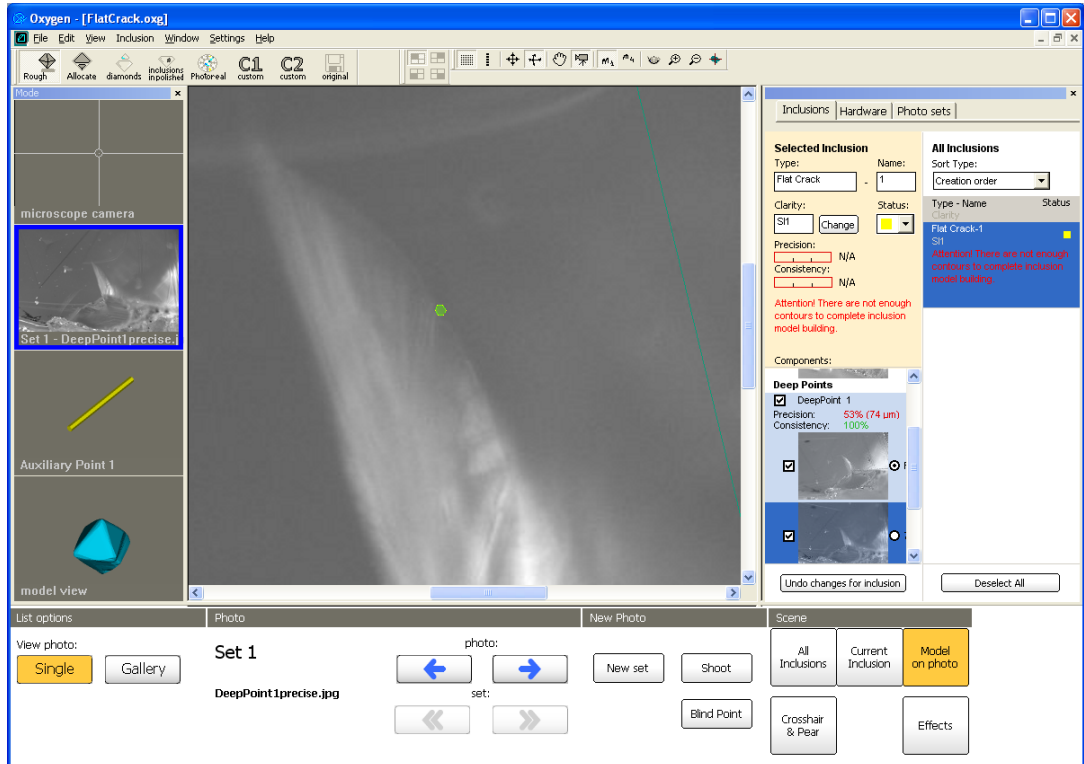 Oxygen - [FlatCrack.oxg]
File Edit View Inclusion Window Settings Help
Rough Allocate diamonds inclusions inpolished Photoreal C1 custom C2 custom original
Mode
microscope camera
Set 1 - DeepPoint1precise.j
Auxiliary Point 1
model view
Inclusions Hardware Photo sets
Selected Inclusion
Type: Name:
Flat Crack - 1
Clarity: Status:
SI1 Change
Precision:
N/A
Consistency:
N/A
Attention! There are not enough
contours to complete inclusion
model building.
Components:
Deep Points
DeepPoint 1
Precision: 53% (74 μm)
Consistency: 100%
Undo changes for inclusion
All Inclusions
Sort Type:
Creation order
Type - Name Status
Clarity
Flat Crack-1
SI1
Attention! There are not enough
contours to complete inclusion
model building.
Deselect All
List options
View photo:
Single Gallery
Photo
Set 1
DeepPoint1precise.jpg
photo:
set:
New Photo
New set Shoot
Blind Point
Scene
All
Inclusions
Current
Inclusion
Model
on photo
Crosshair
& Pear
Effects